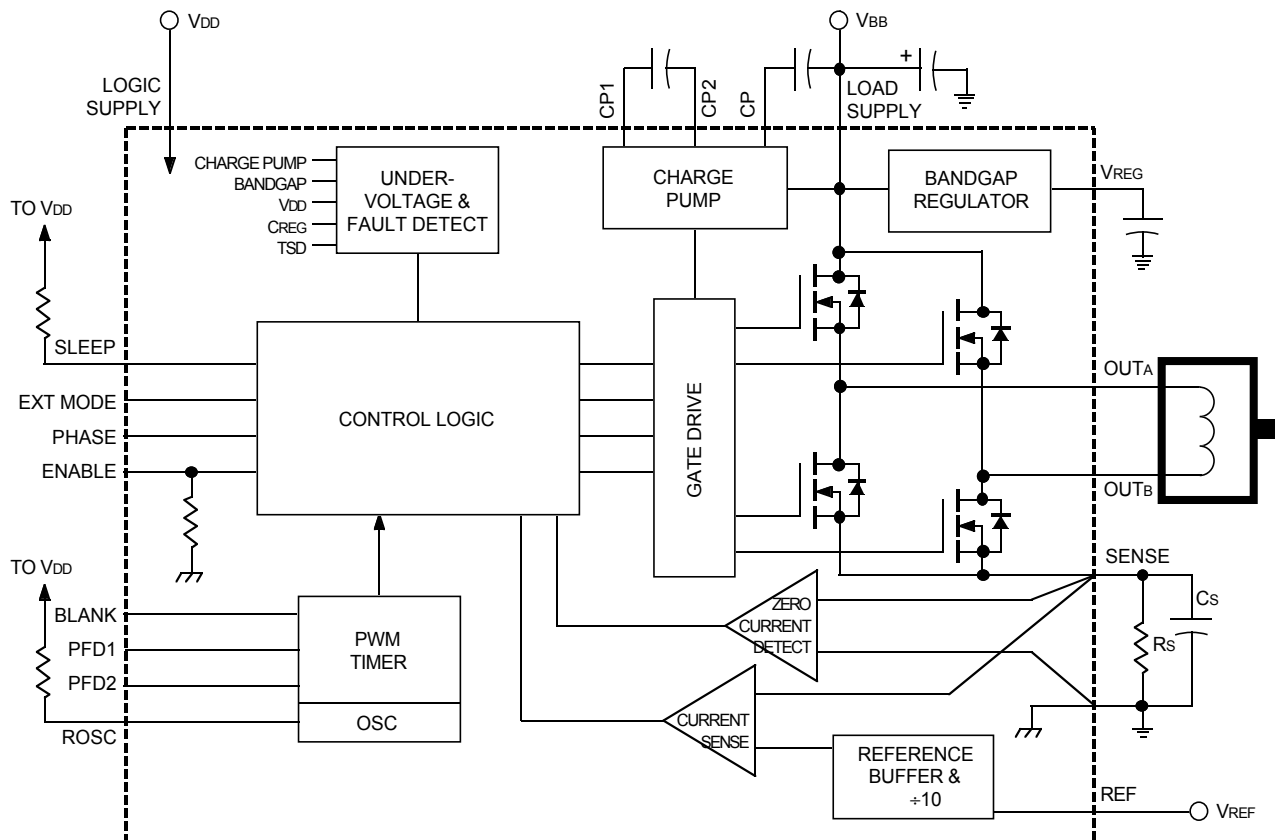 VDD
VBB
LOGIC
SUPPLY
CP1
CP2
CP
+
LOAD
SUPPLY
CHARGE PUMP
BANDGAP
VDD
CREG
TSD
UNDER-
VOLTAGE &
FAULT DETECT
CHARGE
PUMP
BANDGAP
REGULATOR
VREG
TO VDD
SLEEP
EXT MODE
PHASE
ENABLE
CONTROL LOGIC
GATE DRIVE
OUTA
OUTB
SENSE
CS
RS
TO VDD
BLANK
PFD1
PFD2
ROSC
PWM
TIMER
OSC
ZERO
CURRENT
DETECT
CURRENT
SENSE
REFERENCE
BUFFER &
÷10
REF
VREF